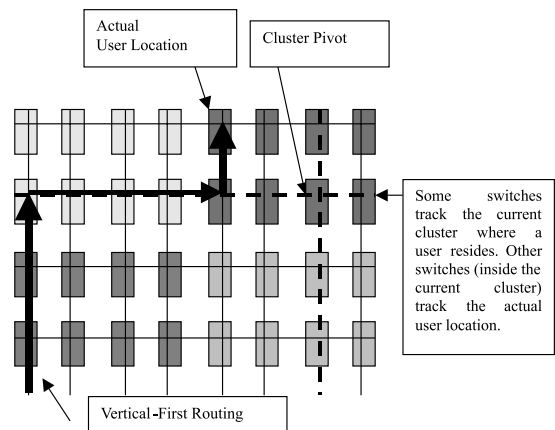 Actual
User Location
Cluster Pivot
Some switches
track the current
cluster where a
user resides. Other
switches (inside the
current cluster)
track the actual
user location.
Vertical-First Routing